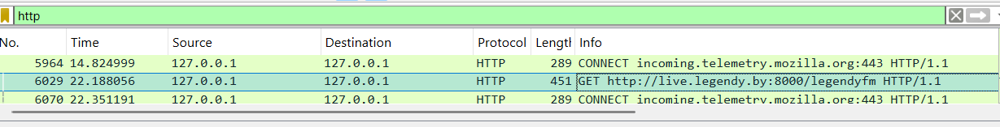 http
No. Time Source Destination Protocol Length Info
5964 14.824999 127.0.0.1 127.0.0.1 HTTP 289 CONNECT incoming.telemetry.mozilla.org:443 HTTP/1.1
6029 22.188056 127.0.0.1 127.0.0.1 HTTP 451 GET http://live.legendy.by:8000/legendyfm HTTP/1.1
6070 22.351191 127.0.0.1 127.0.0.1 HTTP 289 CONNECT incoming.telemetry.mozilla.org:443 HTTP/1.1